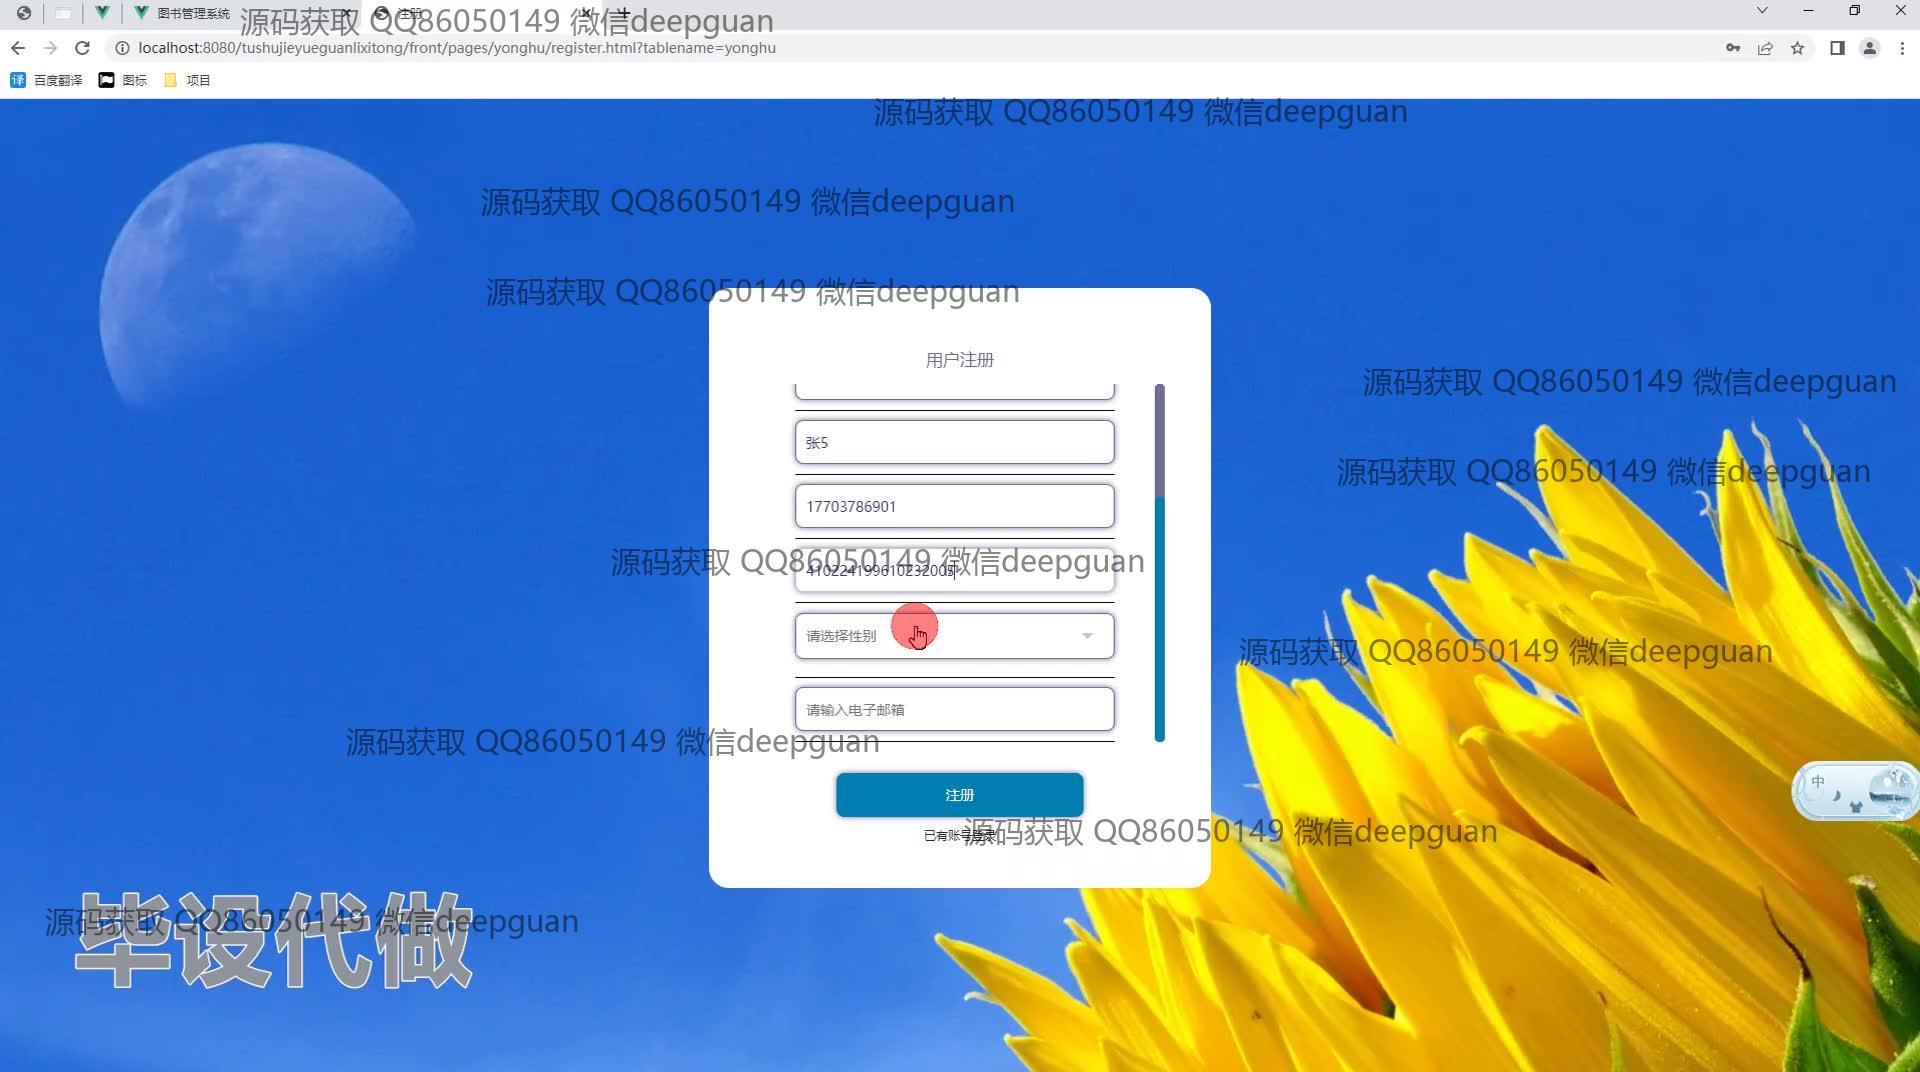 图书管理系统
注册
源码获取 QQ86050149 微信deepguan
localhost:8080/tushujieyueguanlixitong/front/pages/yonghu/register.html?tablename=yonghu
译 百度翻译 图标 项目
源码获取 QQ86050149 微信deepguan
源码获取 QQ86050149 微信deepguan
源码获取 QQ86050149 微信deepguan
用户注册
源码获取 QQ86050149 微信deepguan
张5
源码获取 QQ86050149 微信deepguan
17703786901
源码获取 QQ86050149 微信deepguan
410224199610232005
请选择性别
源码获取 QQ86050149 微信deepguan
请输入电子邮箱
源码获取 QQ86050149 微信deepguan
中
注册
已有账号登录
源码获取 QQ86050149 微信deepguan
源码获取 QQ86050149 微信deepguan
毕设代做